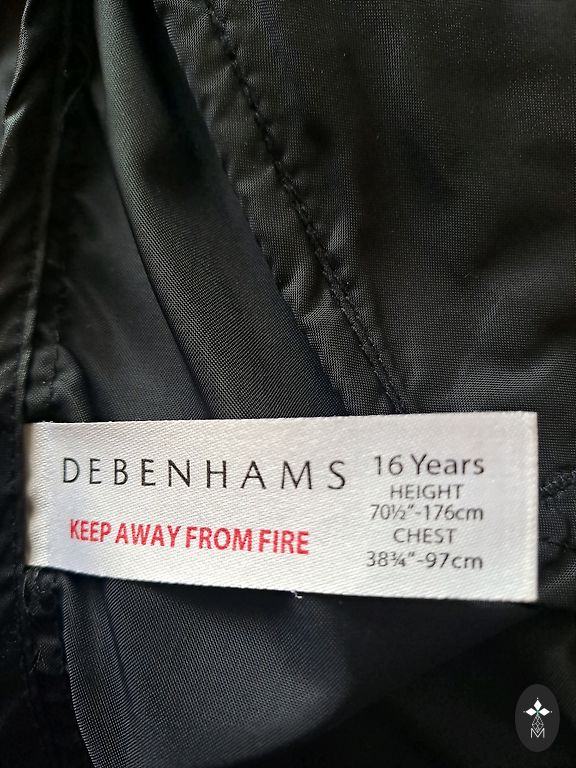 DEBENHAMS
KEEP AWAY FROM FIRE
16 Years
HEIGHT
70½"-176cm
CHEST
38¾"-97cm